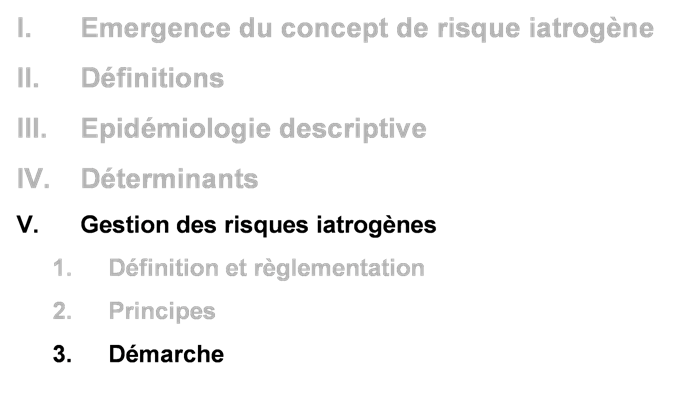 I. Emergence du concept de risque iatrogène
II. Définitions
III. Epidémiologie descriptive
IV. Déterminants
V. Gestion des risques iatrogènes
1. Définition et règlementation
2. Principes
3. Démarche